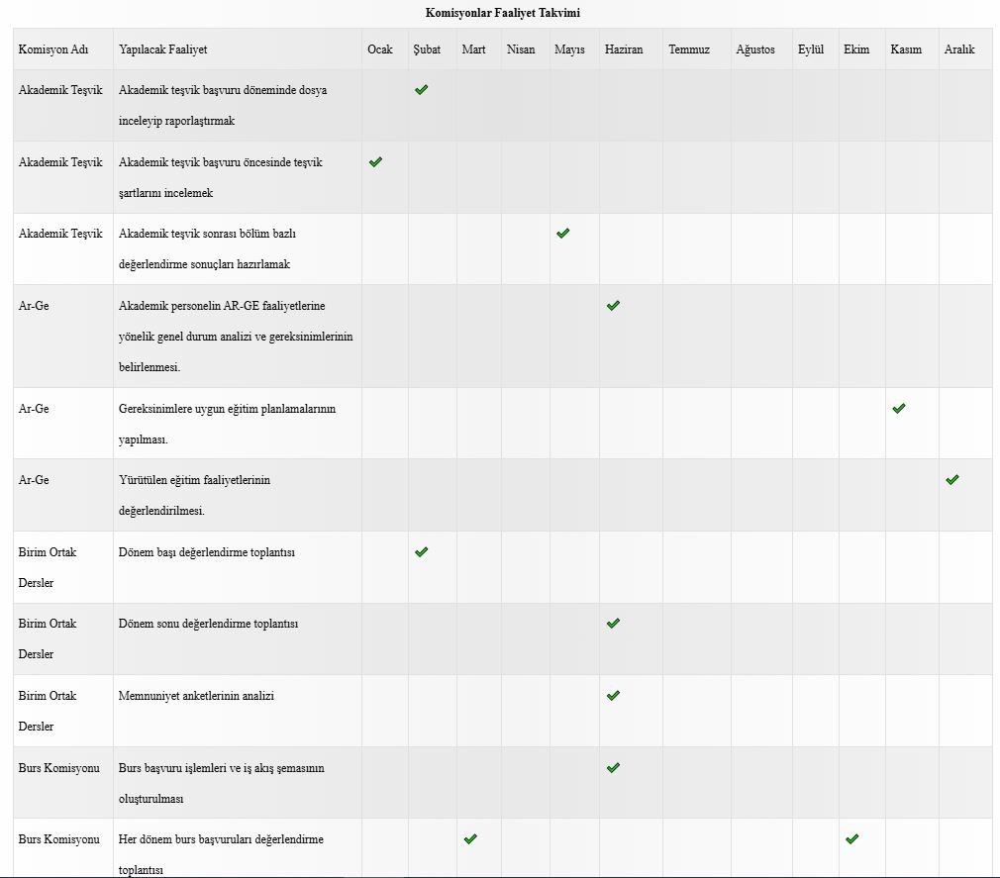 Komisyonlar Faaliyet Takvimi
Komisyon Adı Yapılacak Faaliyet Ocak Şubat Mart Nisan Mayıs Haziran Temmuz Ağustos Eylül Ekim Kasım Aralık
Akademik Teşvik Akademik teşvik başvuru döneminde dosya ✔
inceleyip raporlaştırmak
Akademik Teşvik Akademik teşvik başvuru öncesinde teşvik ✔
şartlarını incelemek
Akademik Teşvik Akademik teşvik sonrası bölüm bazlı ✔
değerlendirme sonuçları hazırlamak
Ar-Ge Akademik personelin AR-GE faaliyetlerine ✔
yönelik genel durum analizi ve gereksinimlerinin
belirlenmesi.
Ar-Ge Gereksinimlere uygun eğitim planlamalarının ✔
yapılması.
Ar-Ge Yürütülen eğitim faaliyetlerinin ✔
değerlendirilmesi.
Birim Ortak Dönem başı değerlendirme toplantısı ✔
Dersler
Birim Ortak Dönem sonu değerlendirme toplantısı ✔
Dersler
Birim Ortak Memnuniyet anketlerinin analizi ✔
Dersler
Burs Komisyonu Burs başvuru işlemleri ve iş akış şemasının ✔
oluşturulması
Burs Komisyonu Her dönem burs başvuruları değerlendirme ✔ ✔
toplantısı